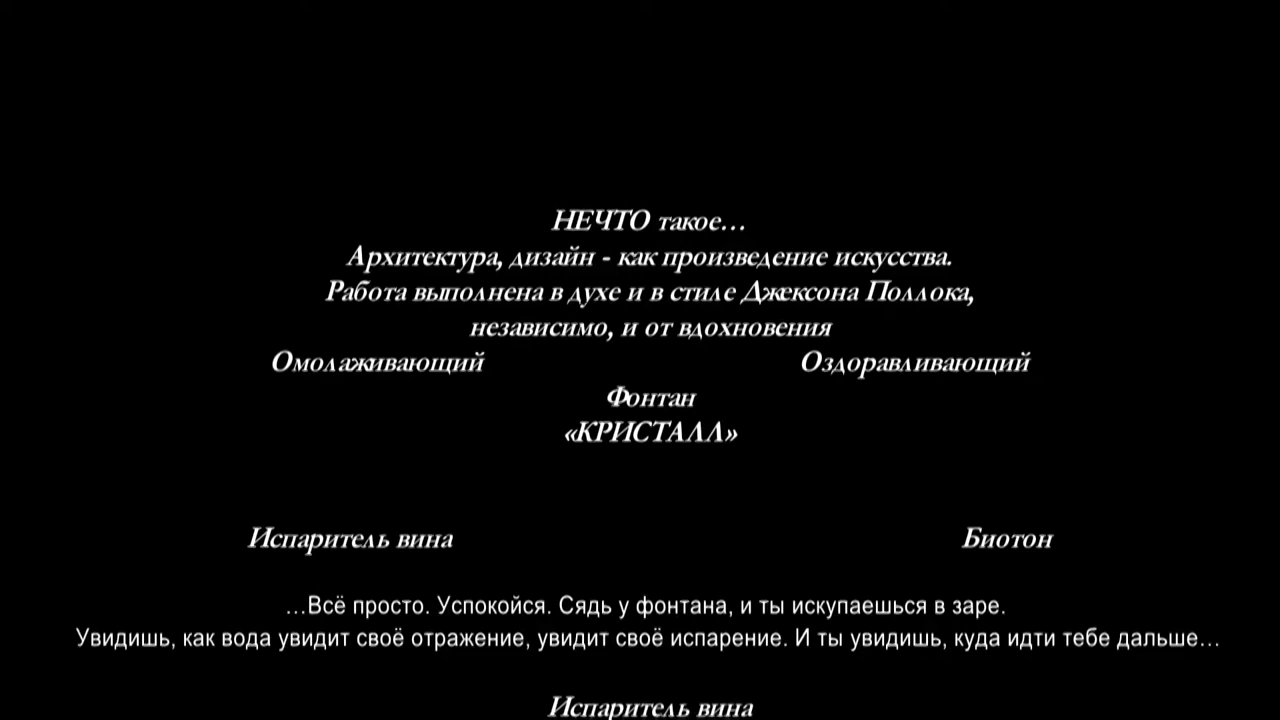 НЕЧТО такое…
Архитектура, дизайн - как произведение искусства.
Работа выполнена в духе и в стиле Джексона Поллока,
независимо, и от вдохновения
Омолаживающий Оздоравливающий
Фонтан
«КРИСТАЛЛ»
Испаритель вина Биотон
…Всё просто. Успокойся. Сядь у фонтана, и ты искупаешься в заре.
Увидишь, как вода увидит своё отражение, увидит своё испарение. И ты увидишь, куда идти тебе дальше…
Испаритель вина